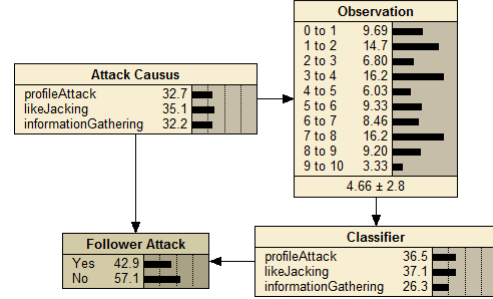 Observation
0 to 1 9.69
1 to 2 14.7
2 to 3 6.80
3 to 4 16.2
4 to 5 6.03
5 to 6 9.33
6 to 7 8.46
7 to 8 16.2
8 to 9 9.20
9 to 10 3.33
4.66 ± 2.8
Attack Causus
profileAttack 32.7
likeJacking 35.1
informationGathering 32.2
Follower Attack
Yes 42.9
No 57.1
Classifier
profileAttack 36.5
likeJacking 37.1
informationGathering 26.3